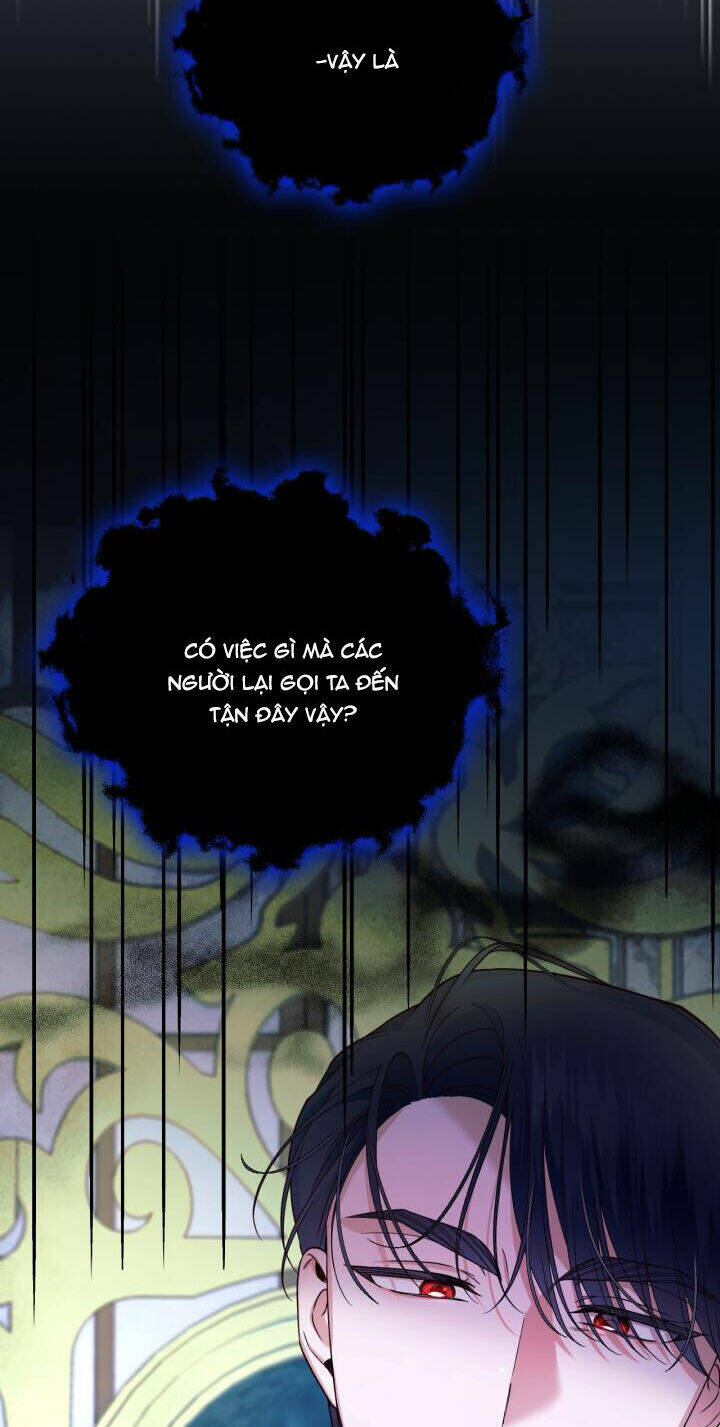 -VẬY LÀ
CÓ VIỆC GÌ MÀ CÁC
NGƯỜI LẠI GỌI TA ĐẾN
TẬN ĐÂY VẬY?